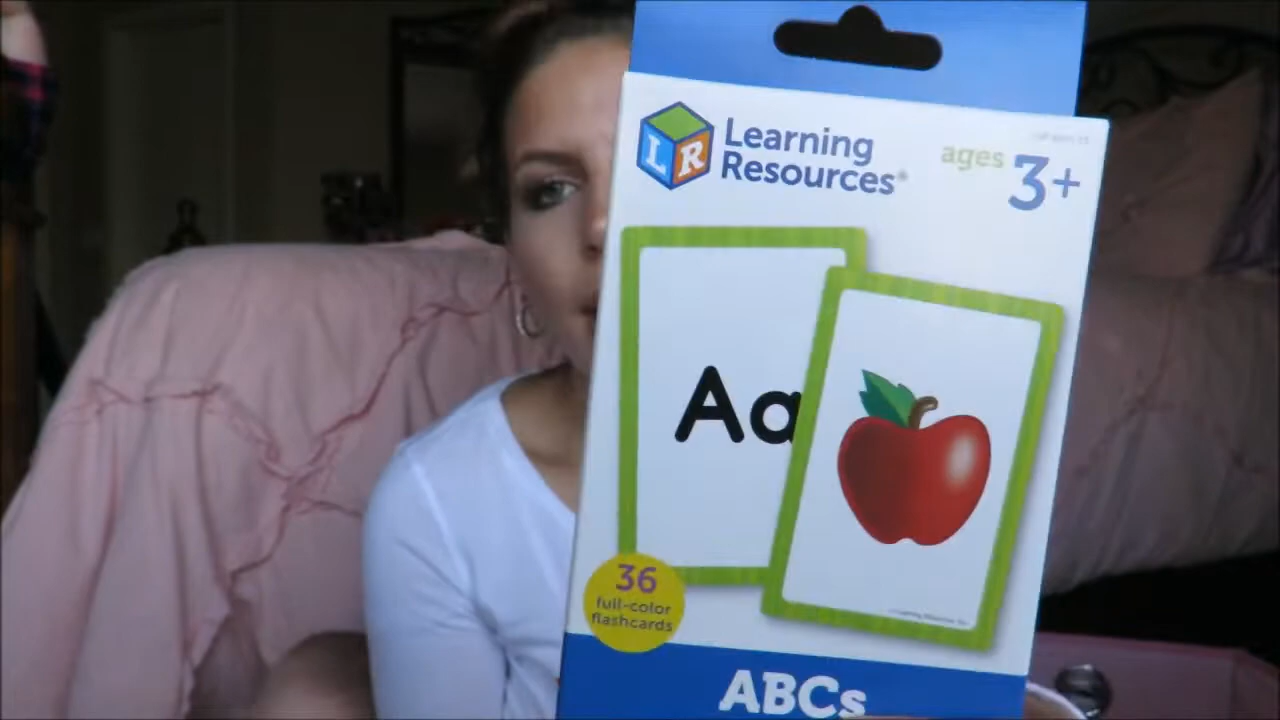 Learning
Resources®
ages 3+
L R
Aa
36
full-color
flashcards
ABCs